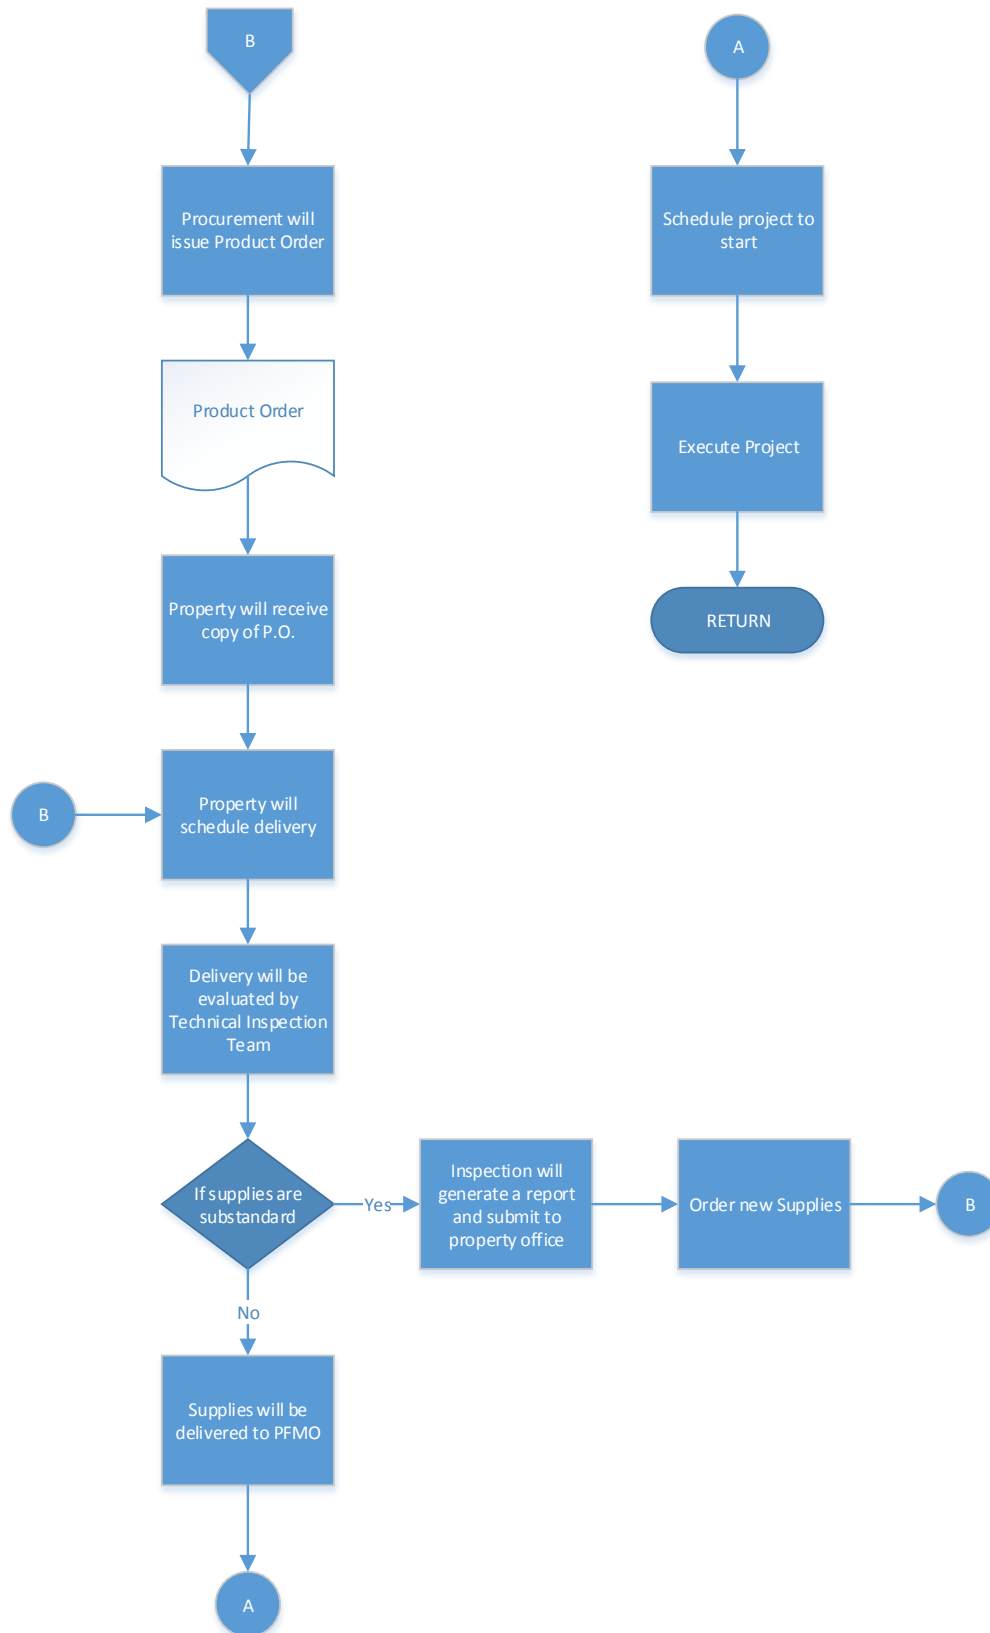 B
Procurement will
issue Product Order
Product Order
Property will receive
copy of P.O.
B
Property will
schedule delivery
Delivery will be
evaluated by
Technical Inspection
Team
If supplies are
substandard
Yes
Inspection will
generate a report
and submit to
property office
Order new Supplies
B
No
Supplies will be
delivered to PFMO
A
A
Schedule project to
start
Execute Project
RETURN